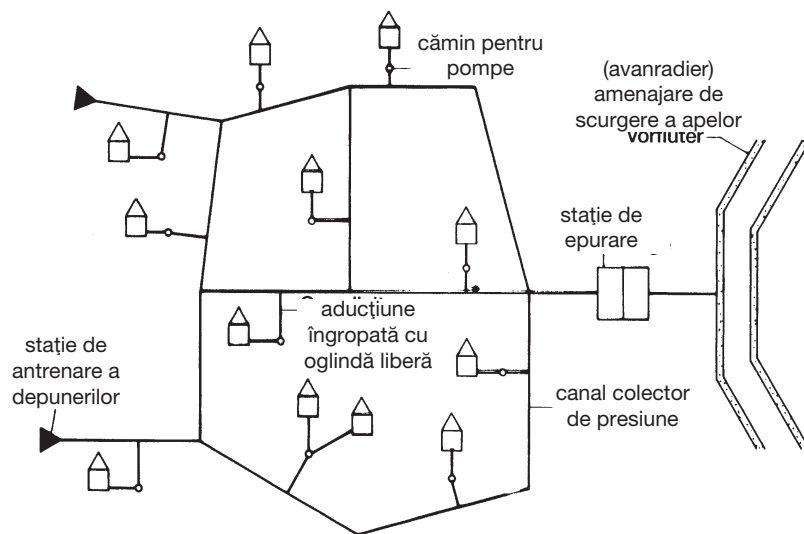 cămin pentru
pompe
(avanradier)
amenajare de
scurgere a apelor
vorfluter
stație de
epurare
aducțiune
îngropată cu
oglindă liberă
stație de
antrenare a
depunerilor
canal colector
de presiune